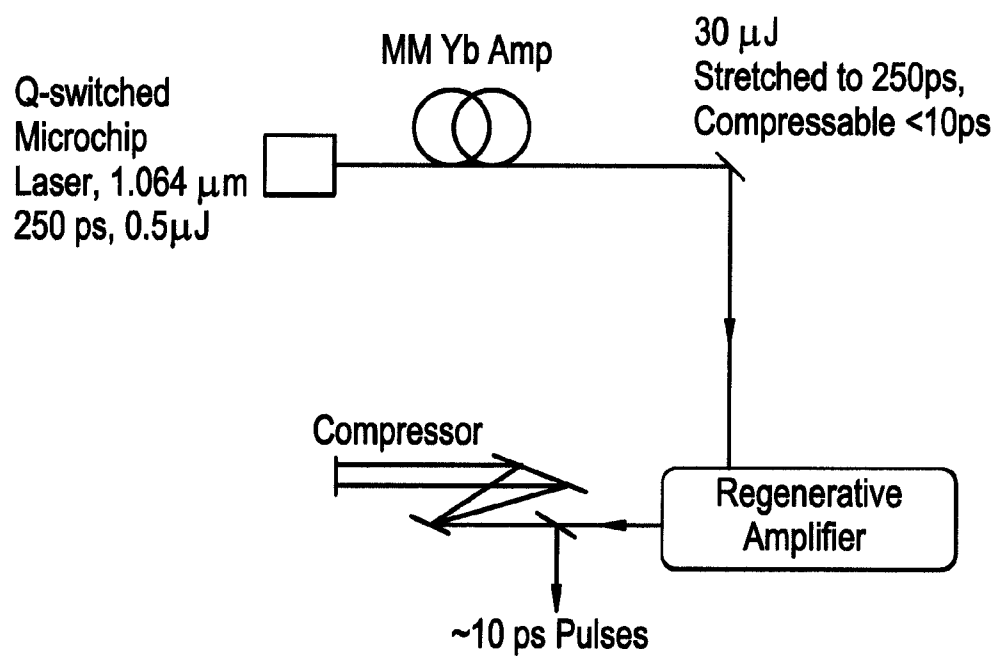 Q-switched
Microchip
Laser, 1.064 μm
250 ps, 0.5μJ
MM Yb Amp
30 μJ
Stretched to 250ps,
Compressable <10ps
Compressor
Regenerative
Amplifier
~10 ps Pulses